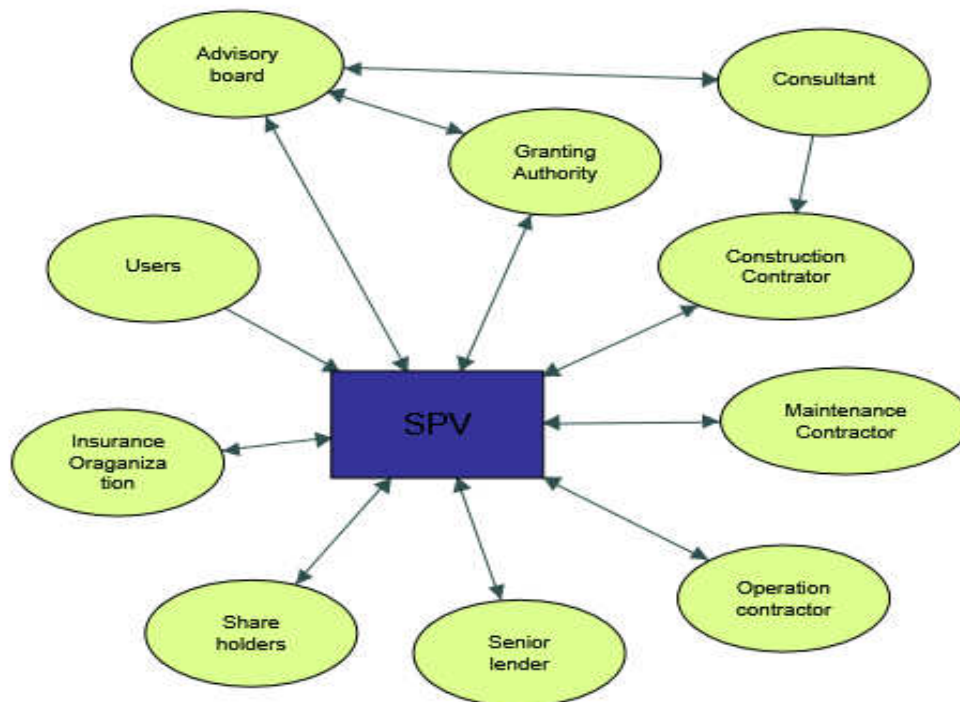 Advisory
board
Consultant
Granting
Authority
Users
Construction
Contrator
SPV
Maintenance
Contractor
Insurance
Oraganiza
tion
Operation
contractor
Share
holders
Senior
lender